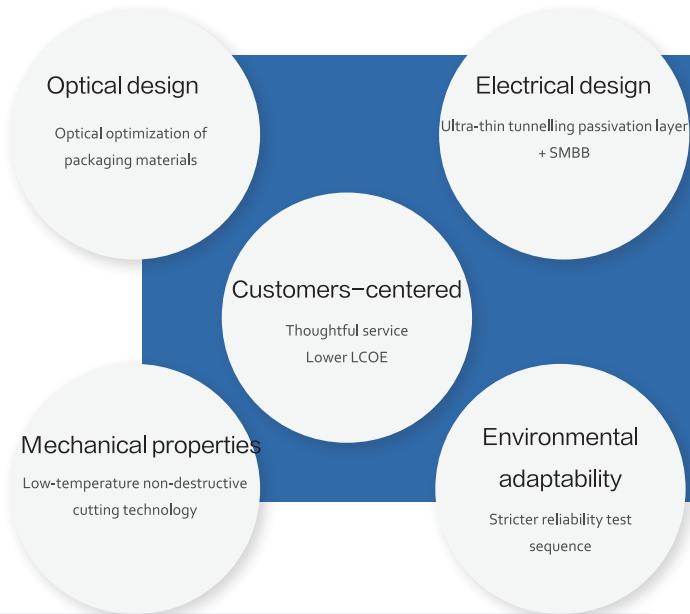 Optical design
Optical optimization of
packaging materials
Electrical design
Ultra-thin tunnelling passivation layer
+ SMBB
Customers-centered
Thoughtful service
Lower LCOE
Mechanical properties
Low-temperature non-destructive
cutting technology
Environmental
adaptability
Stricter reliability test
sequence